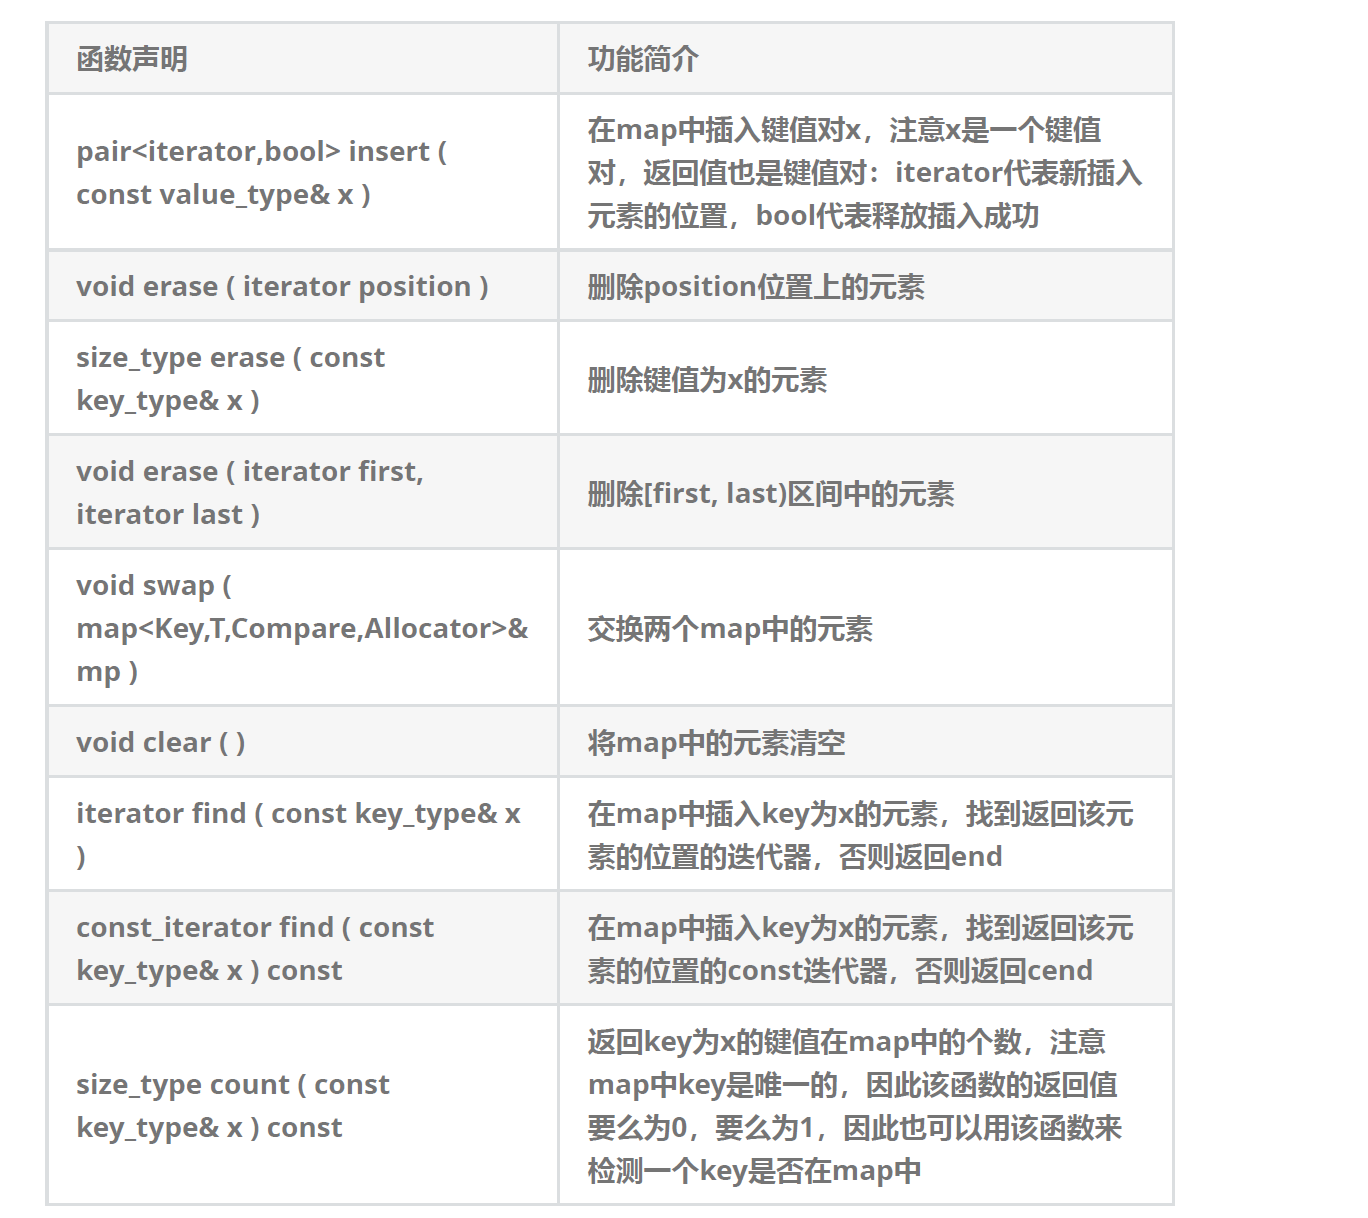 函数声明
功能简介
pair<iterator,bool> insert (
const value_type& x )
在map中插入键值对x，注意x是一个键值
对，返回值也是键值对：iterator代表新插入
元素的位置，bool代表释放插入成功
void erase ( iterator position )
删除position位置上的元素
size_type erase ( const
key_type& x )
删除键值为x的元素
void erase ( iterator first,
iterator last )
删除[first, last)区间中的元素
void swap (
map<Key,T,Compare,Allocator>&
mp )
交换两个map中的元素
void clear ( )
将map中的元素清空
iterator find ( const key_type& x
)
在map中插入key为x的元素，找到返回该元
素的位置的迭代器，否则返回end
const_iterator find ( const
key_type& x ) const
在map中插入key为x的元素，找到返回该元
素的位置的const迭代器，否则返回cend
size_type count ( const
key_type& x ) const
返回key为x的键值在map中的个数，注意
map中key是唯一的，因此该函数的返回值
要么为0，要么为1，因此也可以用该函数来
检测一个key是否在map中